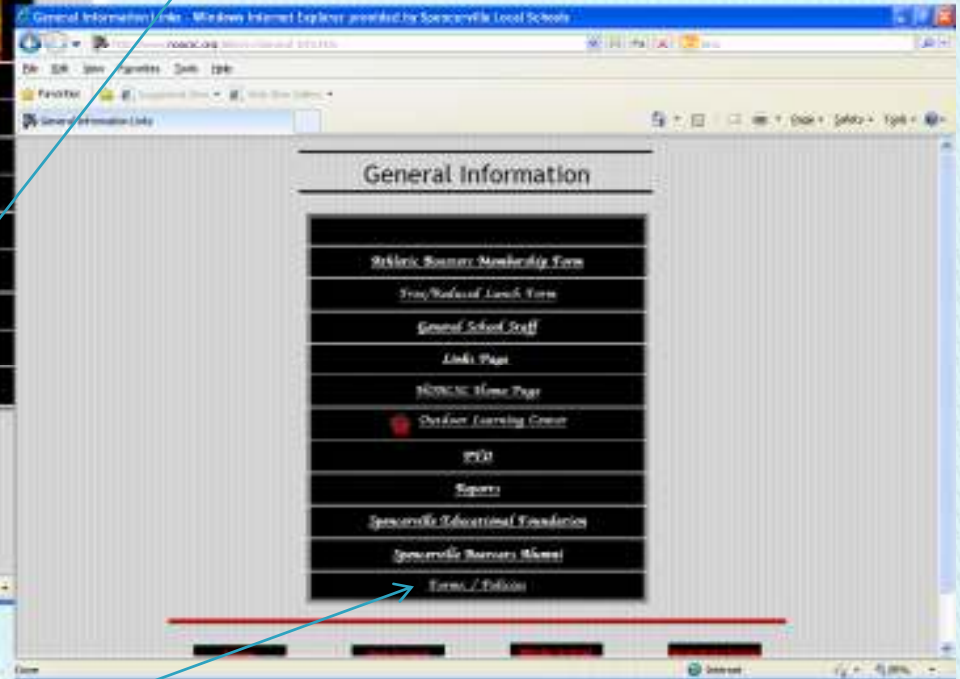 General Information Links - Windows Internet Explorer provided by Spencerville Local Schools
File Edit View Favorites Tools Help
Favorites
General Information Links
Page Safety Tools
General Information
Athletic Boosters Membership Form
Free/Reduced Lunch Form
General School Staff
Links Page
Home Page
Outdoor Learning Center
Reports
Spencerville Educational Foundation
Spencerville Bearcats Alumni
Forms / Policies
Done
Internet